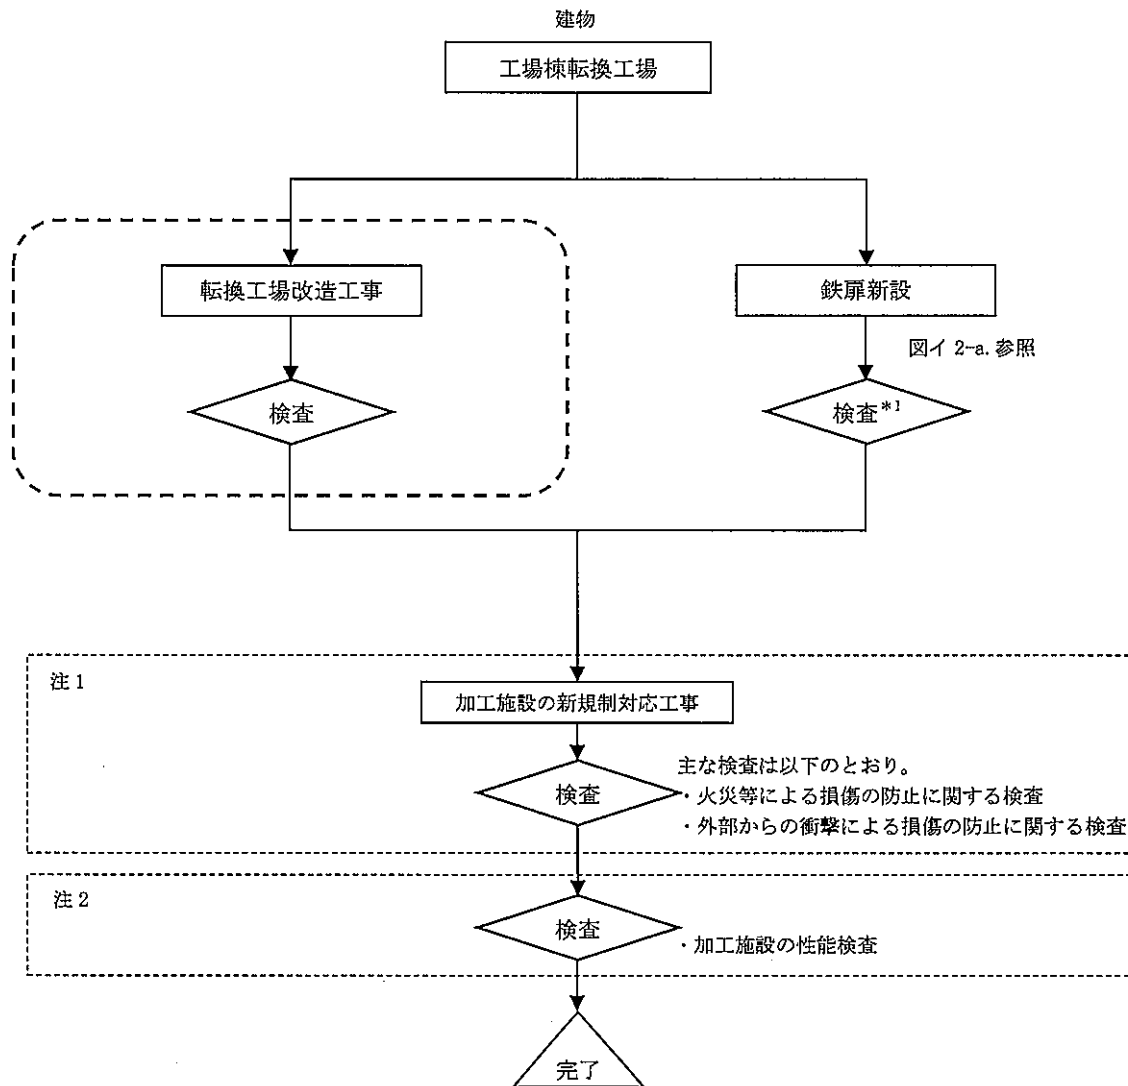 建物
工場棟転換工場
転換工場改造工事
鉄扉新設
図イ 2-a. 参照
検査
検査*1
注 1
加工施設の新規制対応工事
検査
主な検査は以下のとおり。
・火災等による損傷の防止に関する検査
・外部からの衝撃による損傷の防止に関する検査
注 2
検査
・加工施設の性能検査
完了